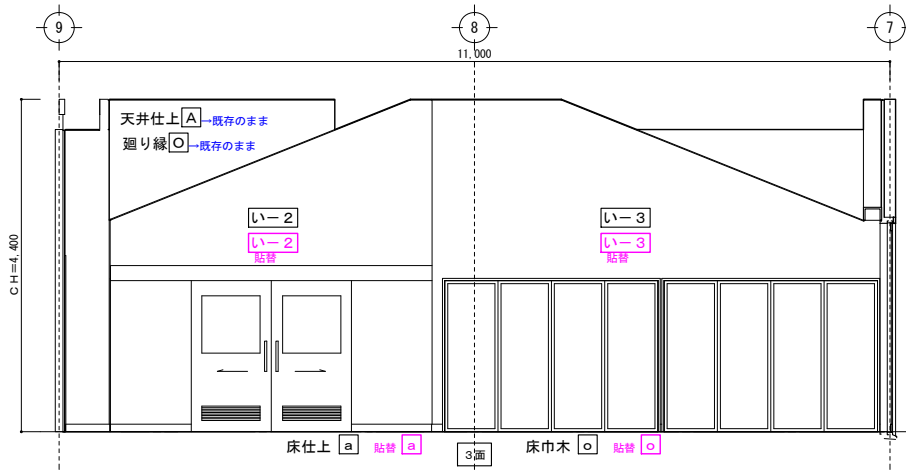 9 8 7
11,000
天井仕上 A →既存のまま
廻り縁 O →既存のまま
CH=4,400
い－2 い－3
い－2 い－3
貼替 貼替
床仕上 a 貼替 a 床巾木 o 貼替 o
3面